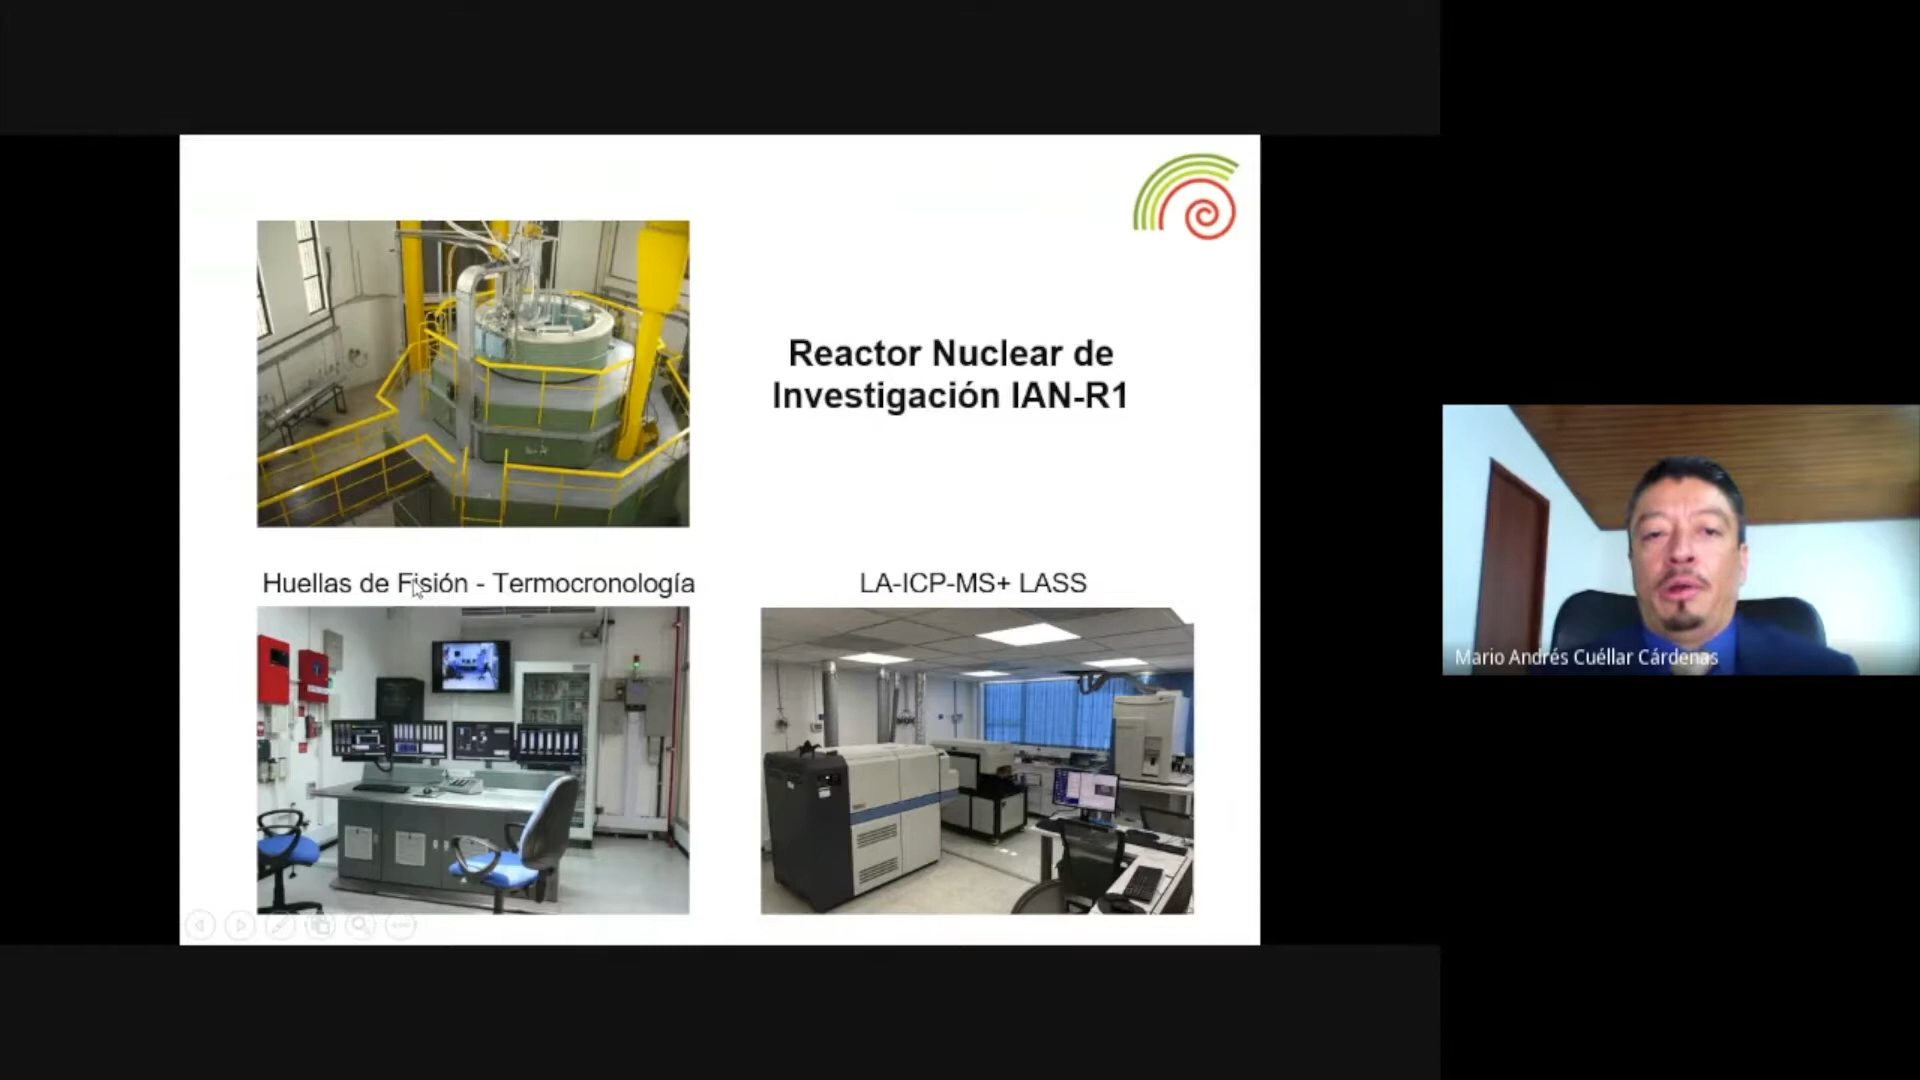 Reactor Nuclear de
Investigación IAN-R1
Huellas de Fisión - Termocronología
LA-ICP-MS+ LASS
Mario Andrés Cuéllar Cárdenas